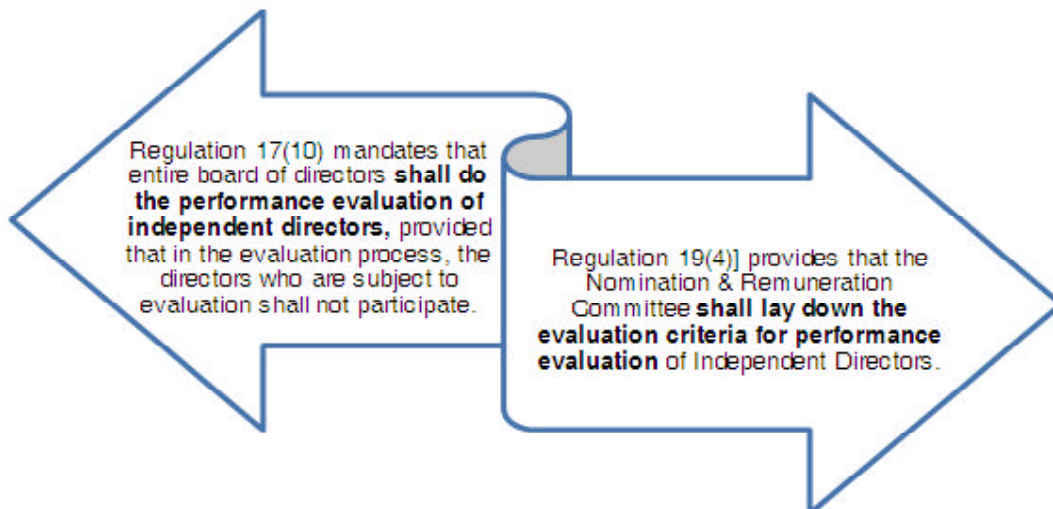 Regulation 17(10) mandates that
entire board of directors shall do
the performance evaluation of
independent directors, provided
that in the evaluation process, the
directors who are subject to
evaluation shall not participate.
Regulation 19(4)] provides that the
Nomination & Remuneration
Committee shall lay down the
evaluation criteria for performance
evaluation of Independent Directors.